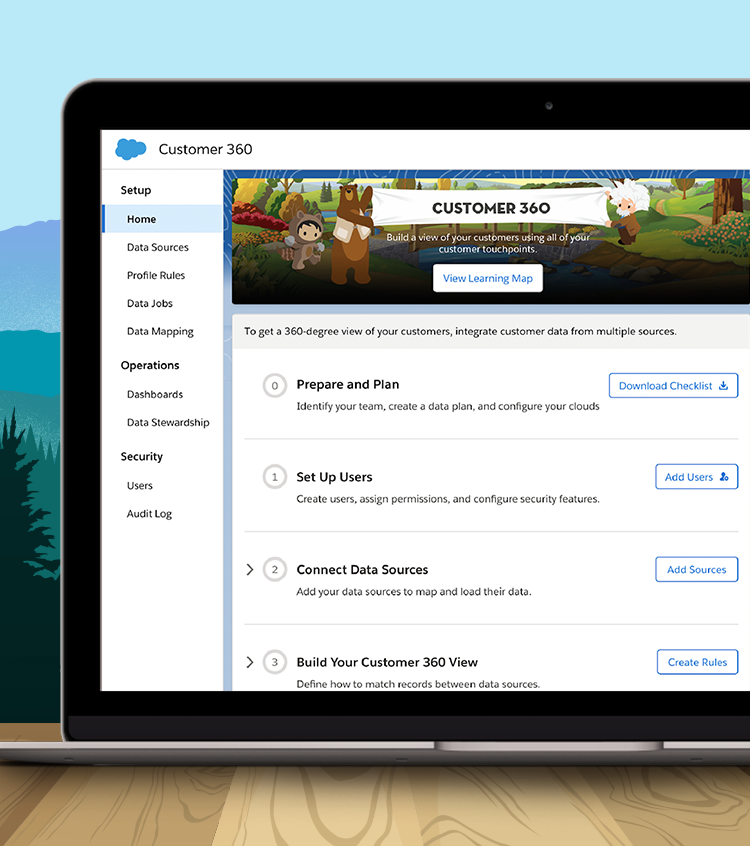 Customer 360
Setup
Home
Data Sources
Profile Rules
Data Jobs
Data Mapping
Operations
Dashboards
Data Stewardship
Security
Users
Audit Log
CUSTOMER 360
Build a view of your customers using all of your
customer touchpoints.
View Learning Map
To get a 360-degree view of your customers, integrate customer data from multiple sources.
0 Prepare and Plan Download Checklist
Identify your team, create a data plan, and configure your clouds
1 Set Up Users Add Users
Create users, assign permissions, and configure security features.
2 Connect Data Sources Add Sources
Add your data sources to map and load their data.
3 Build Your Customer 360 View Create Rules
Define how to match records between data sources.